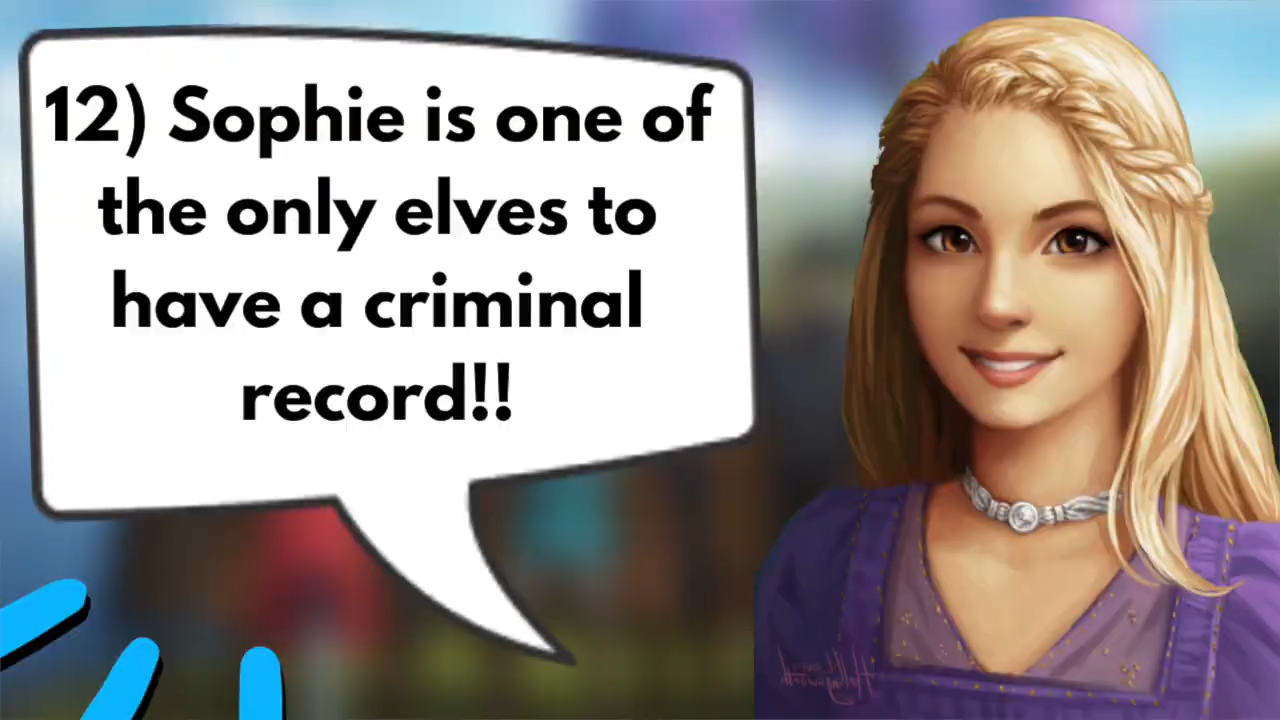 12) Sophie is one of
the only elves to
have a criminal
record!!